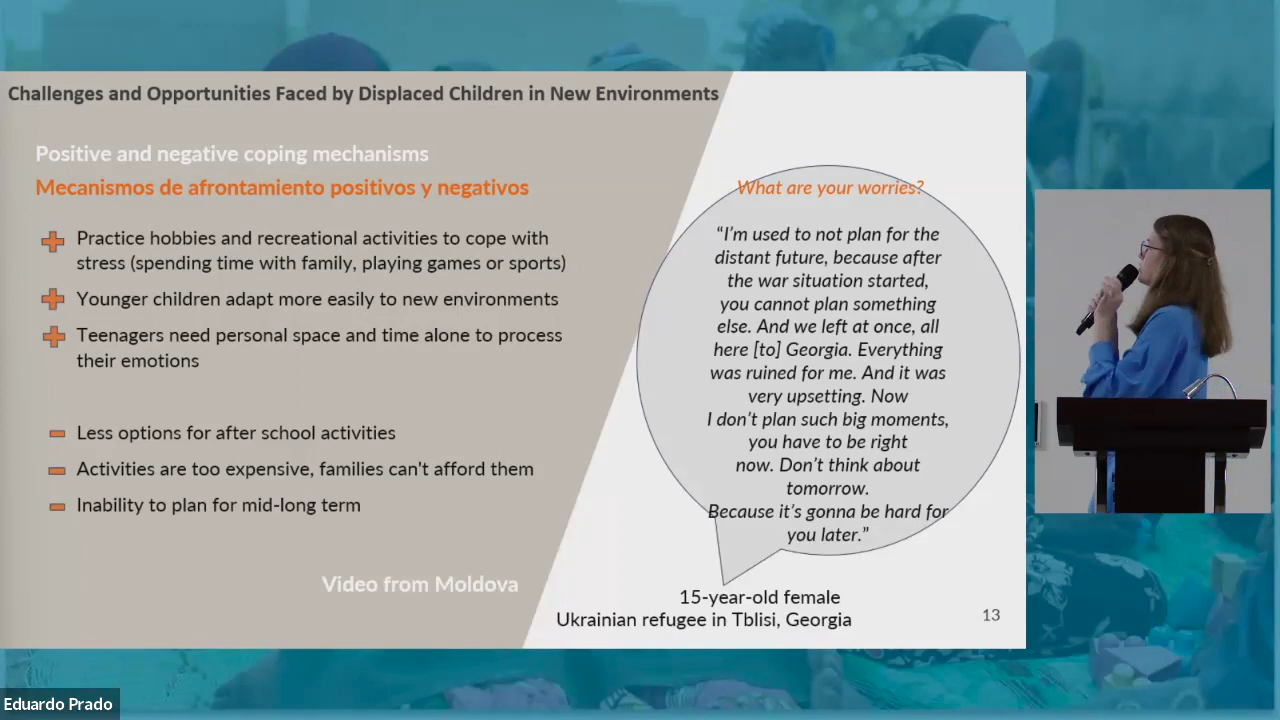 Challenges and Opportunities Faced by Displaced Children in New Environments
Positive and negative coping mechanisms
Mecanismos de afrontamiento positivos y negativos
Practice hobbies and recreational activities to cope with
stress (spending time with family, playing games or sports)
Younger children adapt more easily to new environments
Teenagers need personal space and time alone to process
their emotions
Less options for after school activities
Activities are too expensive, families can't afford them
Inability to plan for mid-long term
Video from Moldova
What are your worries?
“I’m used to not plan for the
distant future, because after
the war situation started,
you cannot plan something
else. And we left at once, all
here [to] Georgia. Everything
was ruined for me. And it was
very upsetting. Now
I don’t plan such big moments,
you have to be right
now. Don’t think about
tomorrow.
Because it’s gonna be hard for
you later.”
15-year-old female
Ukrainian refugee in Tblisi, Georgia
13
Eduardo Prado